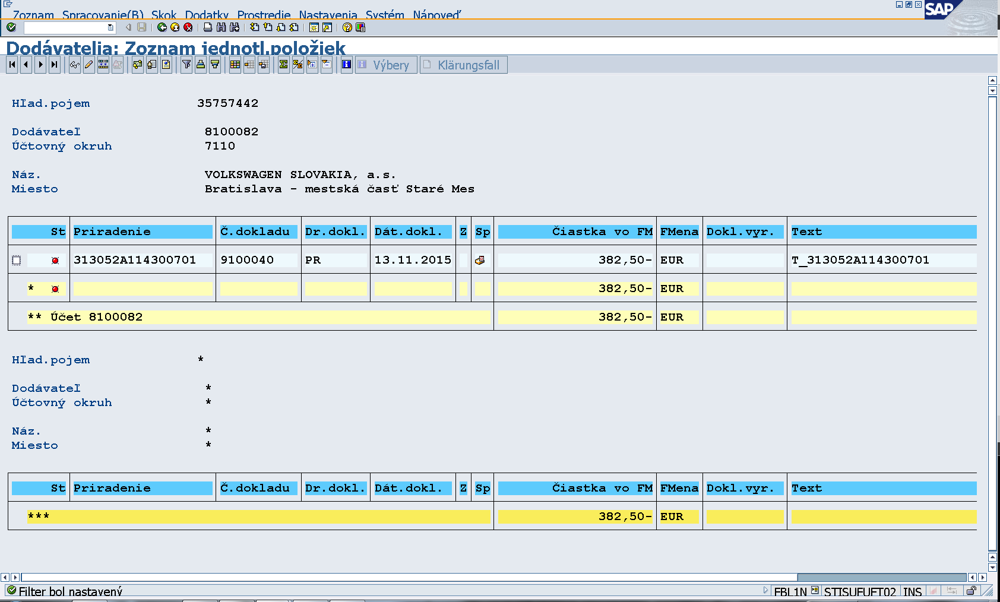 Zoznam Spracovanie(B) Skok Dodatky Prostredie Nastavenia Systém Nápoveď
SAP
Dodávatelia: Zoznam jednotl.položiek
Výbery Klärungsfall
Hľad.pojem 35757442
Dodávateľ 8100082
Účtovný okruh 7110
Náz. VOLKSWAGEN SLOVAKIA, a.s.
Miesto Bratislava - mestská časť Staré Mes
St Priradenie Č.dokladu Dr.dokl. Dát.dokl. Z Sp Čiastka vo FM FMena Dokl.vyr. Text
313052A114300701 9100040 PR 13.11.2015 382,50- EUR T_313052A114300701
* 382,50- EUR
** Účet 8100082 382,50- EUR
Hľad.pojem *
Dodávateľ *
Účtovný okruh *
Náz. *
Miesto *
St Priradenie Č.dokladu Dr.dokl. Dát.dokl. Z Sp Čiastka vo FM FMena Dokl.vyr. Text
*** 382,50- EUR
Filter bol nastavený FBL1N STISUFUFT02 INS